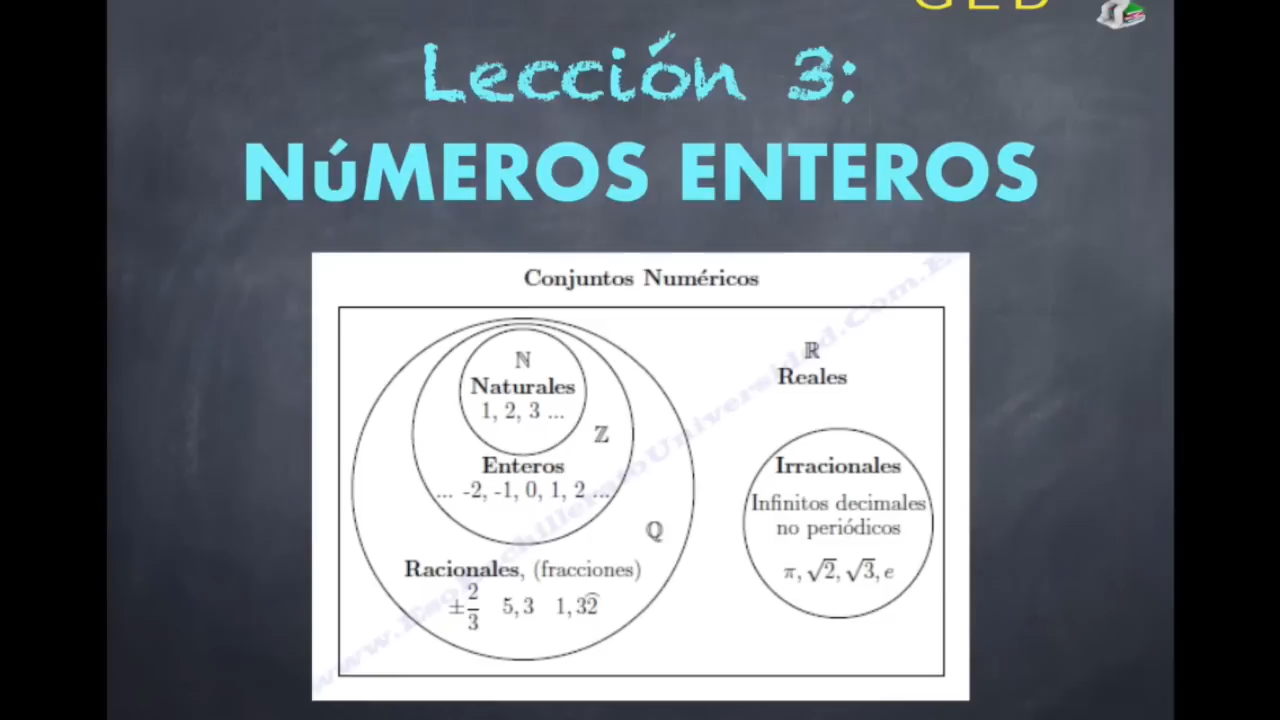 GED
Lección 3:
NúMEROS ENTEROS
Conjuntos Numéricos
ℕ
Naturales
1, 2, 3 ...
ℤ
Enteros
... -2, -1, 0, 1, 2 ...
ℚ
Racionales, (fracciones)
±2/3 5,3 1,32͡
ℝ
Reales
Irracionales
Infinitos decimales
no periódicos
π, √2, √3, e